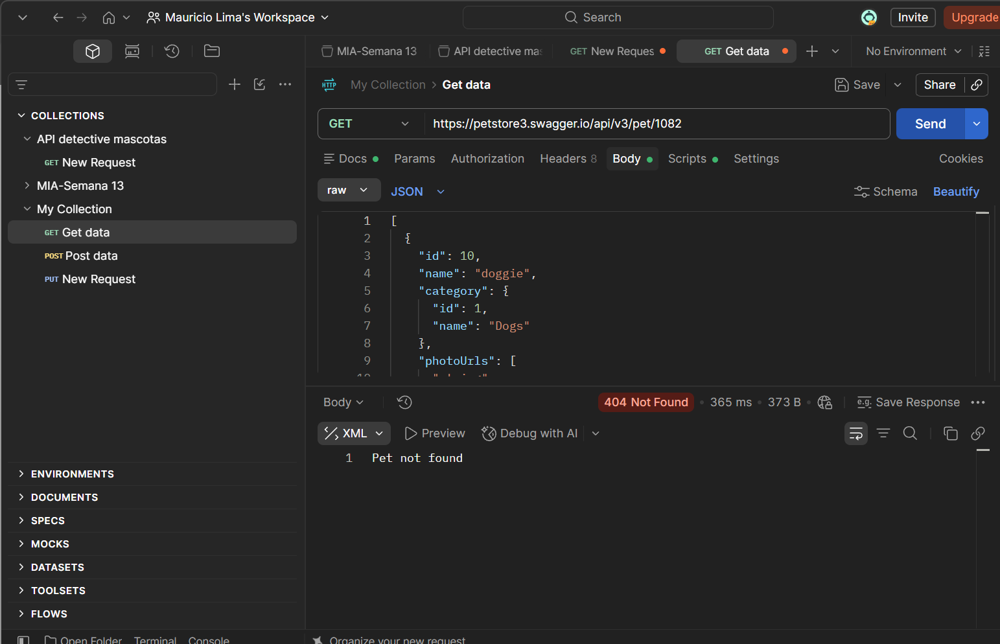 Mauricio Lima's Workspace
Search
Invite
Upgrade
MIA-Semana 13
API detective mas
GET New Reques
GET Get data
No Environment
HTTP My Collection > Get data
Save
Share
GET
https://petstore3.swagger.io/api/v3/pet/1082
Send
Docs
Params
Authorization
Headers 8
Body
Scripts
Settings
Cookies
raw
JSON
Schema
Beautify
1 [
2 {
3 "id": 10,
4 "name": "doggie",
5 "category": {
6 "id": 1,
7 "name": "Dogs"
8 },
9 "photoUrls": [
COLLECTIONS
API detective mascotas
GET New Request
MIA-Semana 13
My Collection
GET Get data
POST Post data
PUT New Request
ENVIRONMENTS
DOCUMENTS
SPECS
MOCKS
DATASETS
TOOLSETS
FLOWS
Body
404 Not Found
365 ms
373 B
e.g. Save Response
XML
Preview
Debug with AI
1 Pet not found
Open Folder
Terminal
Console
Organize your new request